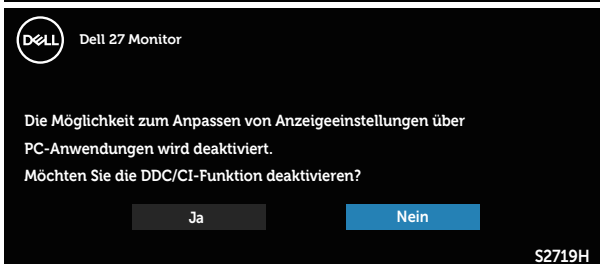 DELL Dell 27 Monitor
Die Möglichkeit zum Anpassen von Anzeigeeinstellungen über
PC-Anwendungen wird deaktiviert.
Möchten Sie die DDC/CI-Funktion deaktivieren?
Ja Nein
S2719H